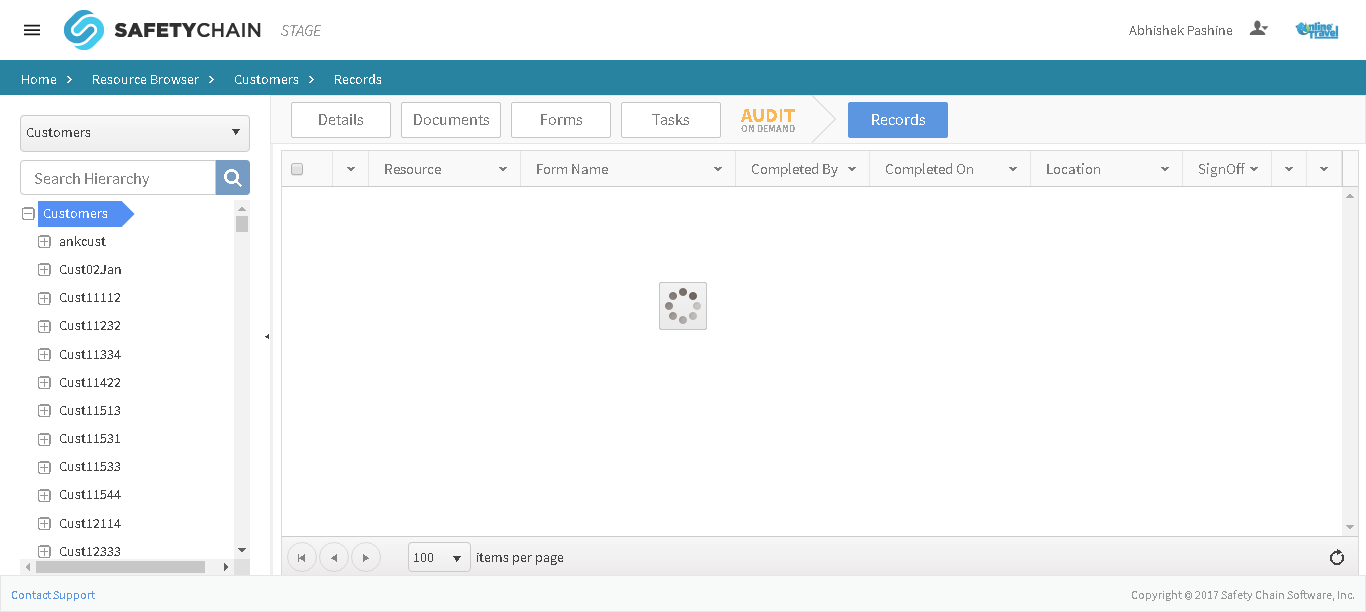 SAFETYCHAIN STAGE
Abhishek Pashine
Online Travel
Home Resource Browser Customers Records
Customers
Details Documents Forms Tasks AUDIT ON DEMAND Records
Search Hierarchy
Resource Form Name Completed By Completed On Location SignOff
Customers
ankcust
Cust02Jan
Cust11112
Cust11232
Cust11334
Cust11422
Cust11513
Cust11531
Cust11533
Cust11544
Cust12114
Cust12333
100 items per page
Contact Support
Copyright © 2017 Safety Chain Software, Inc.